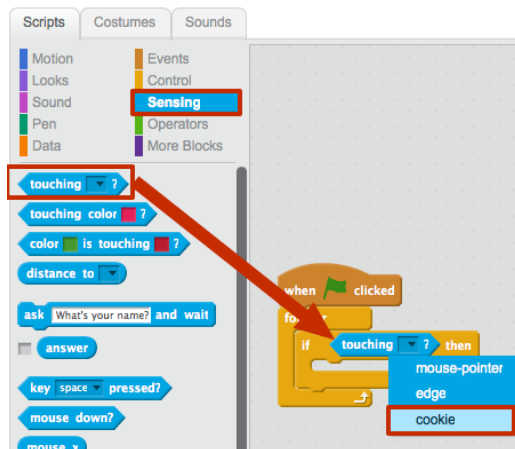 Scripts Costumes Sounds
Motion Events
Looks Control
Sound Sensing
Pen Operators
Data More Blocks
touching ?
touching color ?
color is touching ?
distance to
ask What's your name? and wait
answer
key space pressed?
mouse down?
mouse x
when clicked
if touching ? then
mouse-pointer
edge
cookie